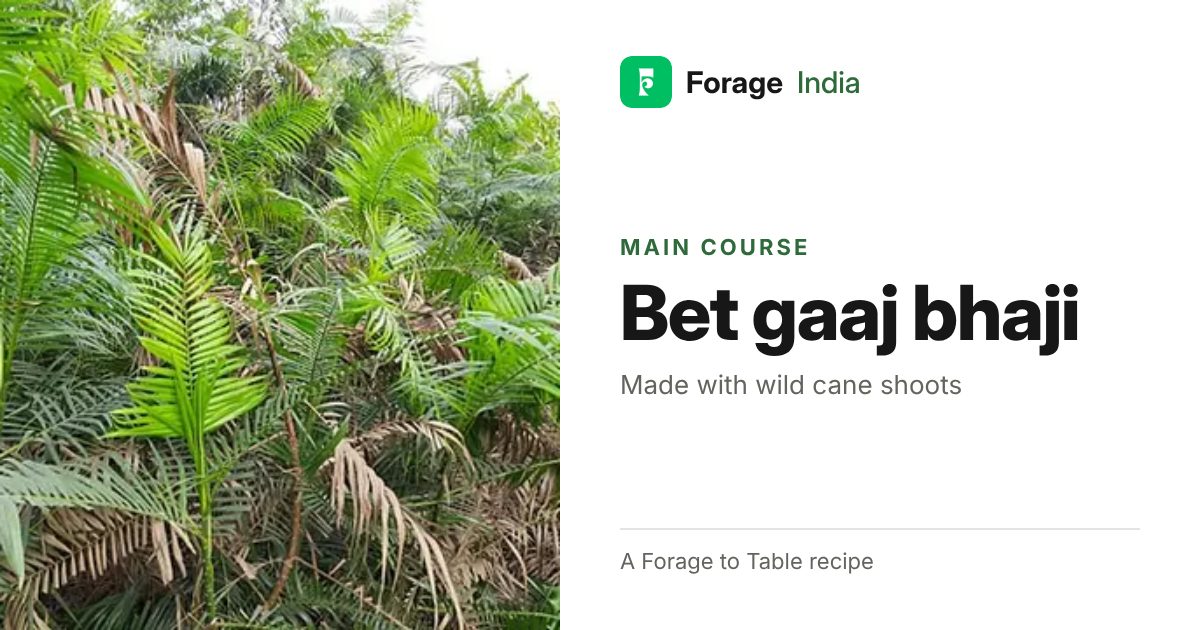 Forage India
MAIN COURSE
Bet gaaj bhaji
Made with wild cane shoots
A Forage to Table recipe